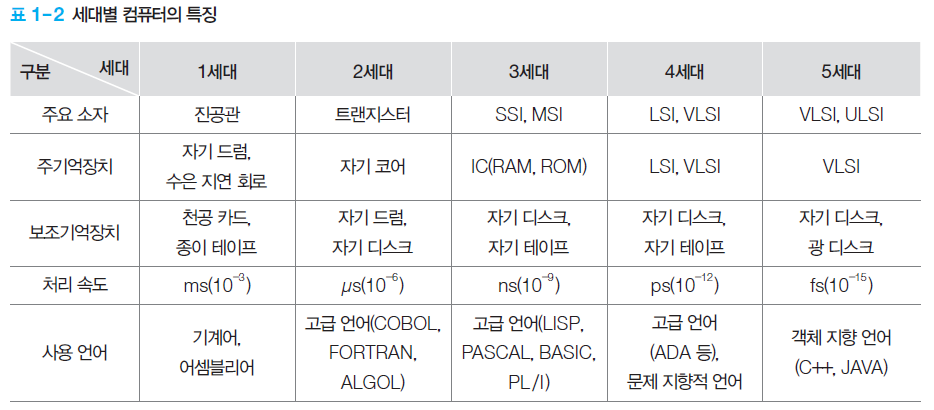 표 1-2 세대별 컴퓨터의 특징
구분 세대 1세대 2세대 3세대 4세대 5세대
주요 소자 진공관 트랜지스터 SSI, MSI LSI, VLSI VLSI, ULSI
주기억장치 자기 드럼, 수은 지연 회로 자기 코어 IC(RAM, ROM) LSI, VLSI VLSI
보조기억장치 천공 카드, 종이 테이프 자기 드럼, 자기 디스크 자기 디스크, 자기 테이프 자기 디스크, 자기 테이프 자기 디스크, 광 디스크
처리 속도 ms(10⁻³) μs(10⁻⁶) ns(10⁻⁹) ps(10⁻¹²) fs(10⁻¹⁵)
사용 언어 기계어, 어셈블리어 고급 언어(COBOL, FORTRAN, ALGOL) 고급 언어(LISP, PASCAL, BASIC, PL/I) 고급 언어 (ADA 등), 문제 지향적 언어 객체 지향 언어 (C++, JAVA)